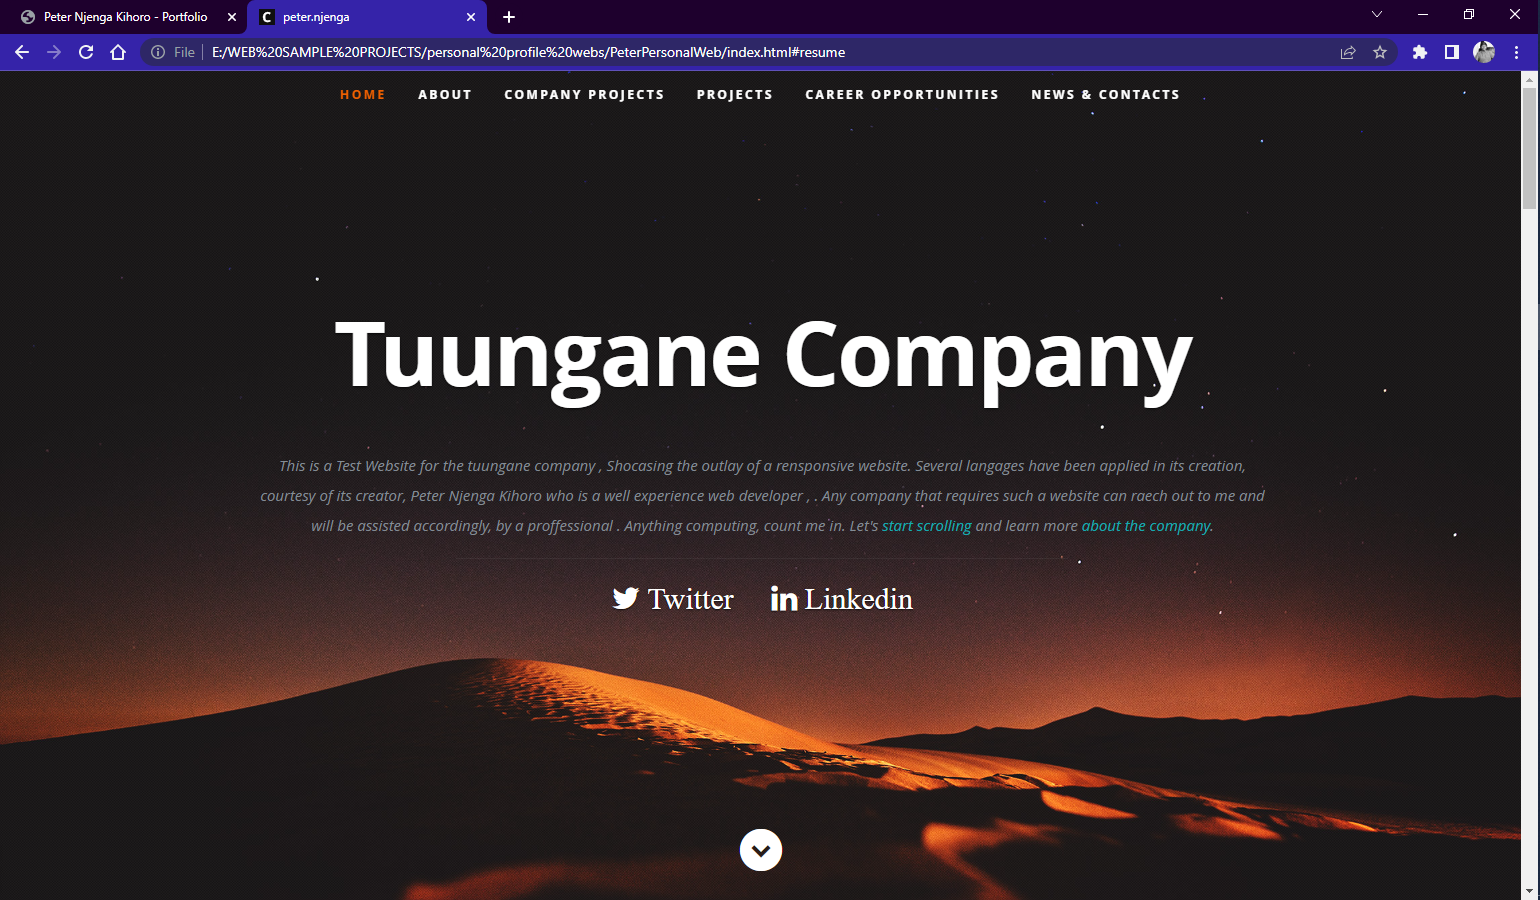 Peter Njenga Kihoro - Portfolio
peter.njenga
File
E:/WEB%20SAMPLE%20PROJECTS/personal%20profile%20webs/PeterPersonalWeb/index.html#resume
HOME ABOUT COMPANY PROJECTS PROJECTS CAREER OPPORTUNITIES NEWS & CONTACTS
Tuungane Company
This is a Test Website for the tuungane company , Shocasing the outlay of a rensponsive website. Several langages have been applied in its creation,
courtesy of its creator, Peter Njenga Kihoro who is a well experience web developer , . Any company that requires such a website can raech out to me and
will be assisted accordingly, by a proffessional . Anything computing, count me in. Let's start scrolling and learn more about the company.
Twitter Linkedin